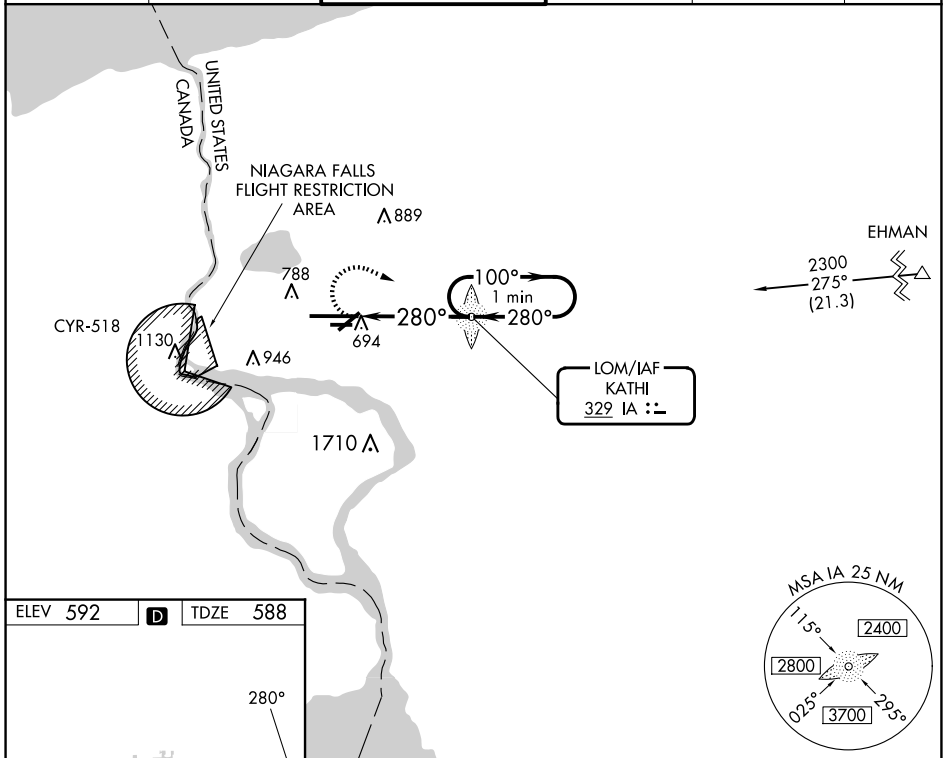 UNITED STATES
CANADA
NIAGARA FALLS
FLIGHT RESTRICTION
AREA
889
EHMAN
2300
275°
(21.3)
788
100°
1 min
280°
280°
694
CYR-518
1130
946
LOM/IAF
KATHI
329 IA
1710
MSA IA 25 NM
115°
2400
2800
025°
3700
295°
ELEV 592 D TDZE 588
280°